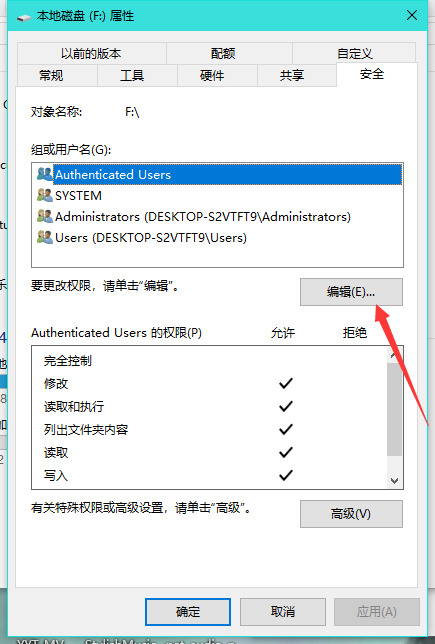 本地磁盘 (F:) 属性
以前的版本 配额 自定义
常规 工具 硬件 共享 安全
对象名称: F:\
组或用户名(G):
Authenticated Users
SYSTEM
Administrators (DESKTOP-S2VTFT9\Administrators)
Users (DESKTOP-S2VTFT9\Users)
要更改权限，请单击“编辑”。
编辑(E)...
Authenticated Users 的权限(P) 允许 拒绝
完全控制
修改
读取和执行
列出文件夹内容
读取
写入
有关特殊权限或高级设置，请单击“高级”。
高级(V)
确定 取消 应用(A)